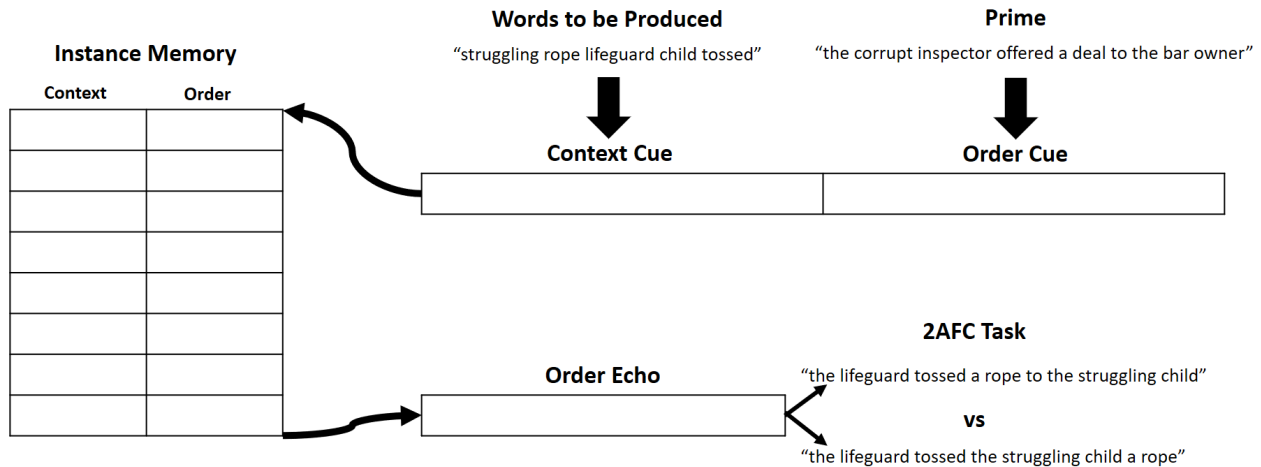 Words to be Produced
Prime
Instance Memory
“struggling rope lifeguard child tossed”
“the corrupt inspector offered a deal to the bar owner”
Context
Order
Context Cue
Order Cue
2AFC Task
Order Echo
“the lifeguard tossed a rope to the struggling child”
vs
“the lifeguard tossed the struggling child a rope”